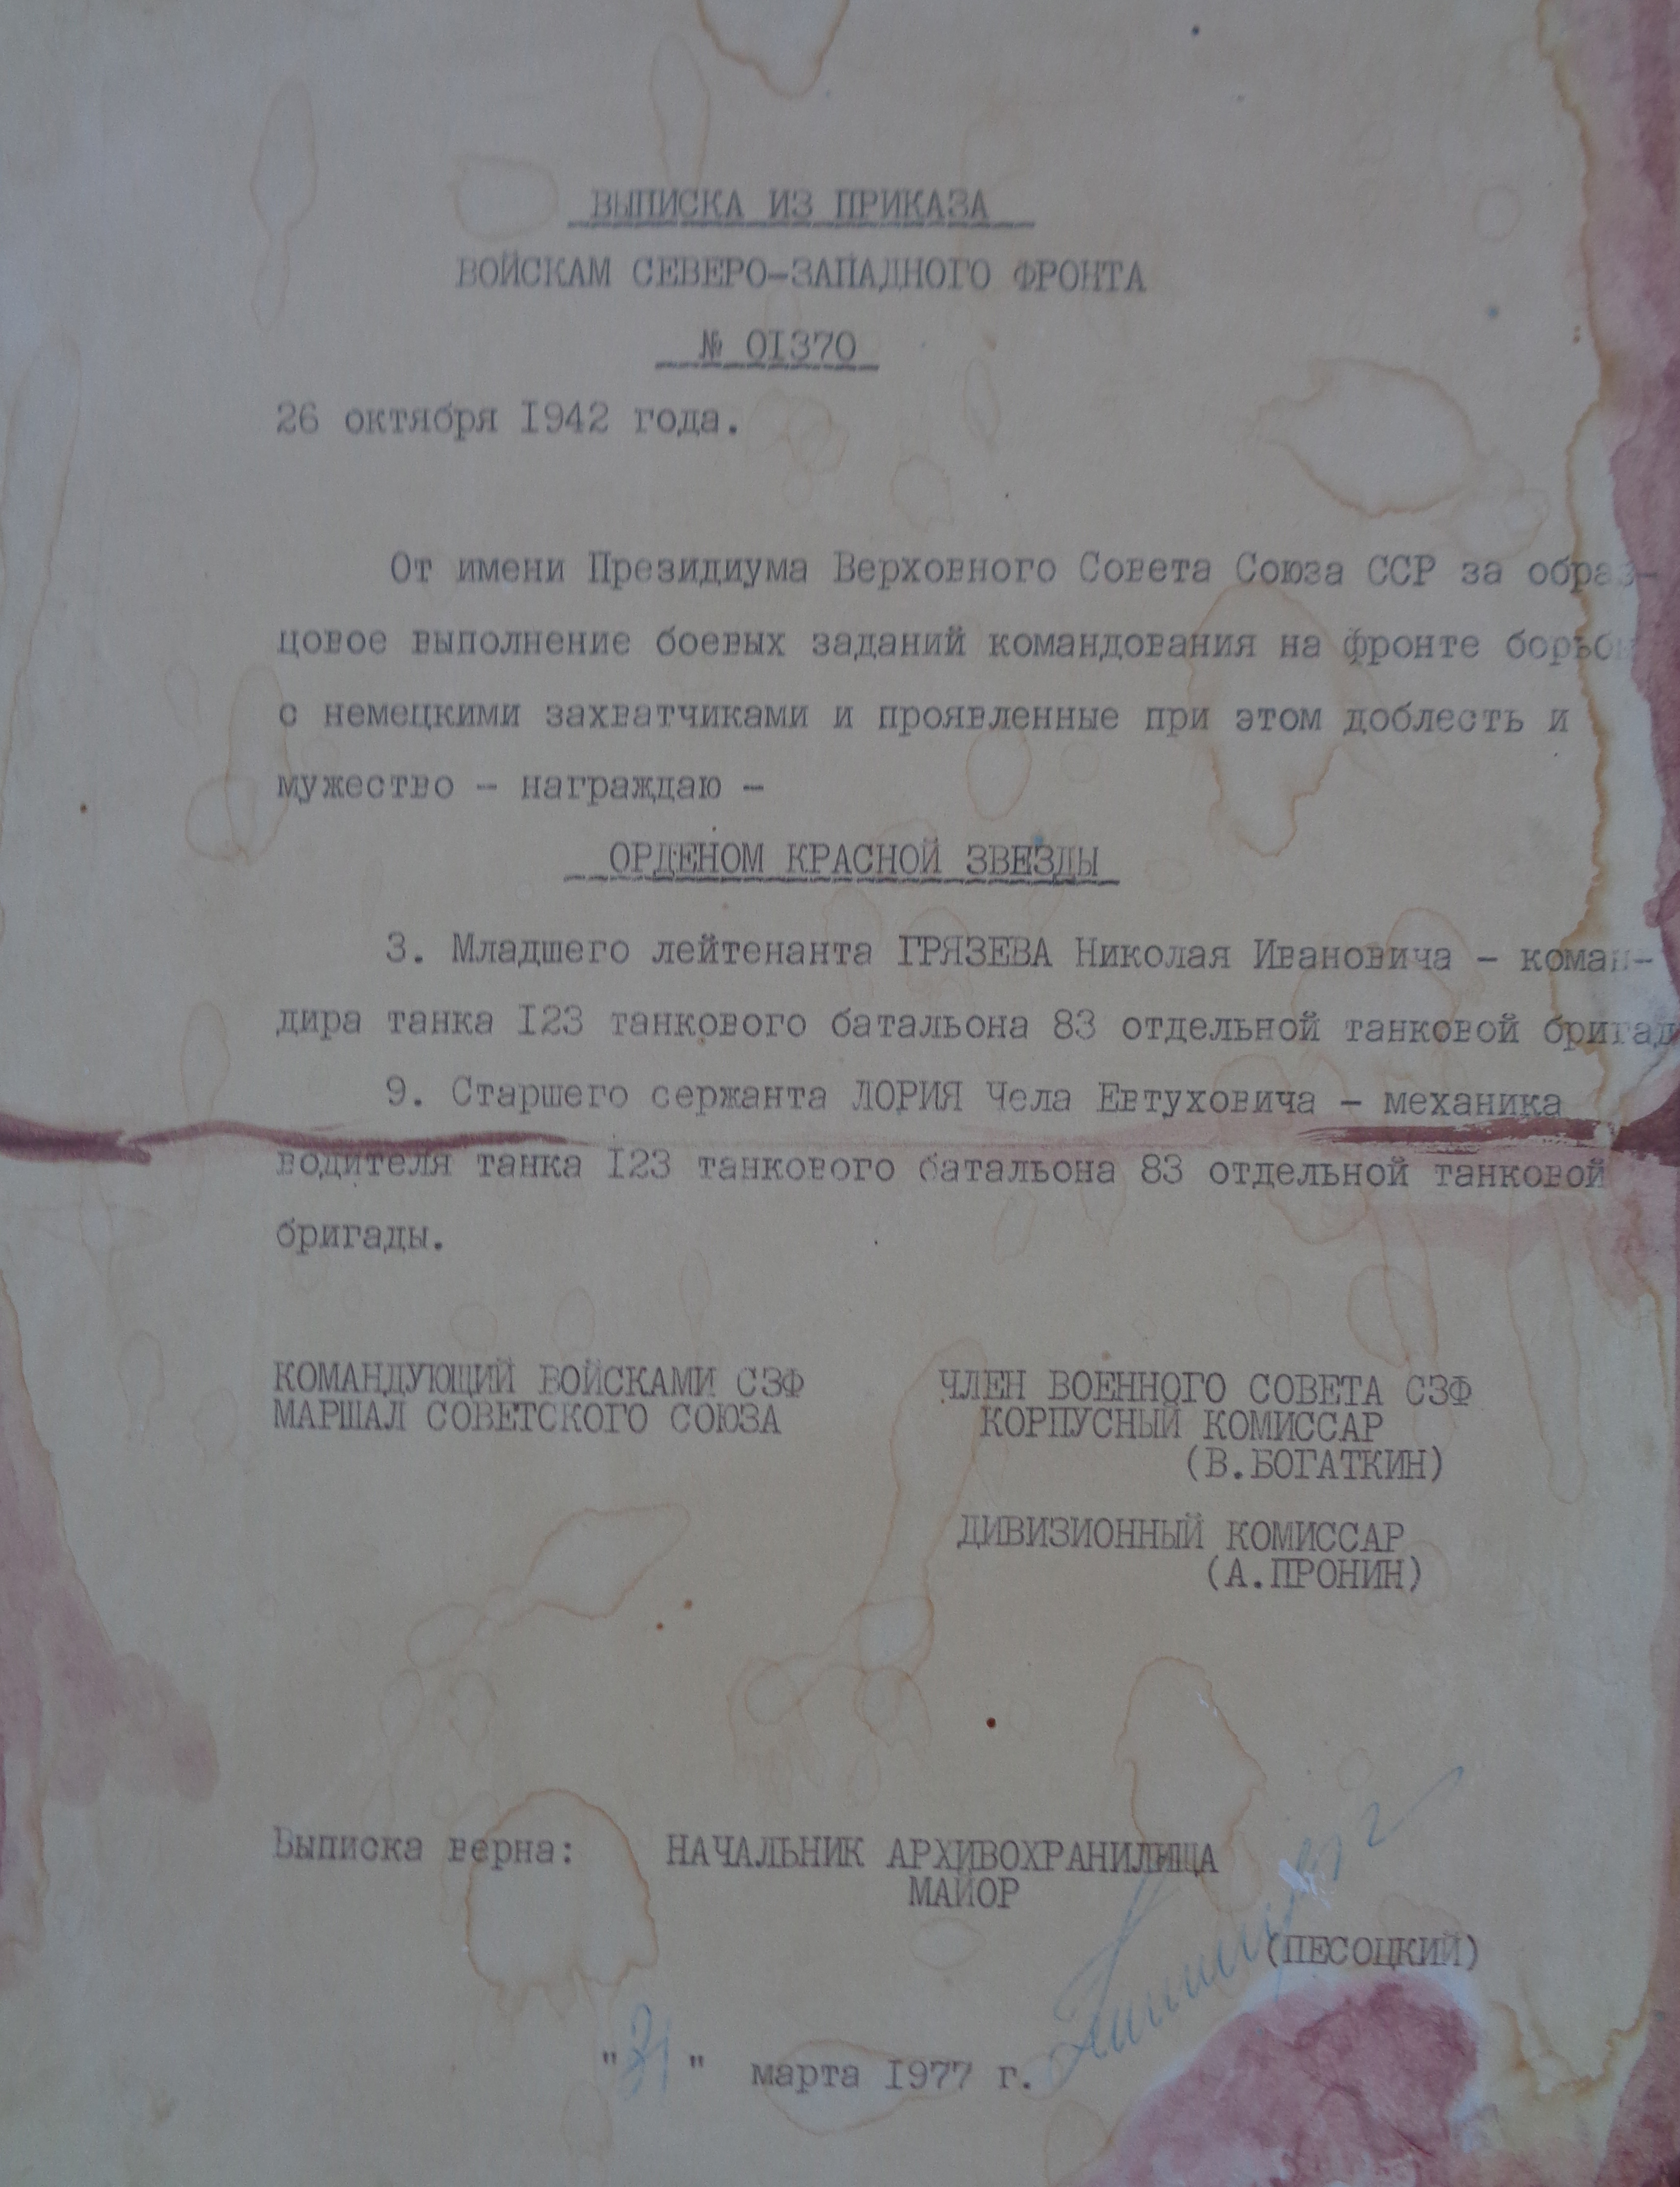 ВЫПИСКА ИЗ ПРИКАЗА
ВОЙСКАМ СЕВЕРО-ЗАПАДНОГО ФРОНТА
№ 01370
26 октября 1942 года.
От имени Президиума Верховного Совета Союза ССР за образ-
цовое выполнение боевых заданий командования на фронте борьбы
с немецкими захватчиками и проявленные при этом доблесть и
мужество - награждаю -
ОРДЕНОМ КРАСНОЙ ЗВЕЗДЫ
3. Младшего лейтенанта ГРЯЗЕВА Николая Ивановича - коман-
дира танка 123 танкового батальона 83 отдельной танковой бригад
9. Старшего сержанта ЛОРИЯ Чела Евтуховича - механика
водителя танка 123 танкового батальона 83 отдельной танковой
бригады.
КОМАНДУЮЩИЙ ВОЙСКАМИ СЗФ
МАРШАЛ СОВЕТСКОГО СОЮЗА
ЧЛЕН ВОЕННОГО СОВЕТА СЗФ
КОРПУСНЫЙ КОМИССАР
(В.БОГАТКИН)
ДИВИЗИОННЫЙ КОМИССАР
(А.ПРОНИН)
Выписка верна: НАЧАЛЬНИК АРХИВОХРАНИЛИЩА
МАЙОР
(ПЕСОЦКИЙ)
"31" марта 1977 г.